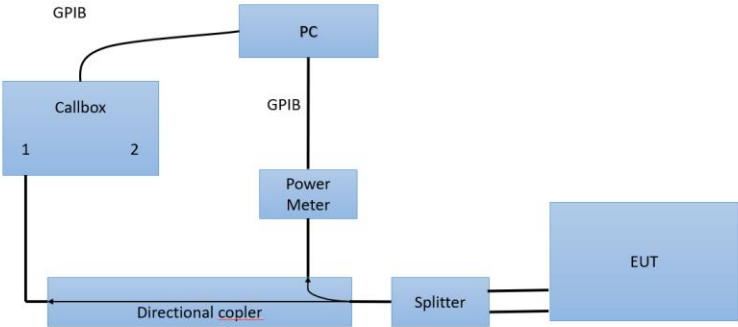 GPIB
PC
Callbox
GPIB
1 2
Power
Meter
EUT
Directional copler
Splitter